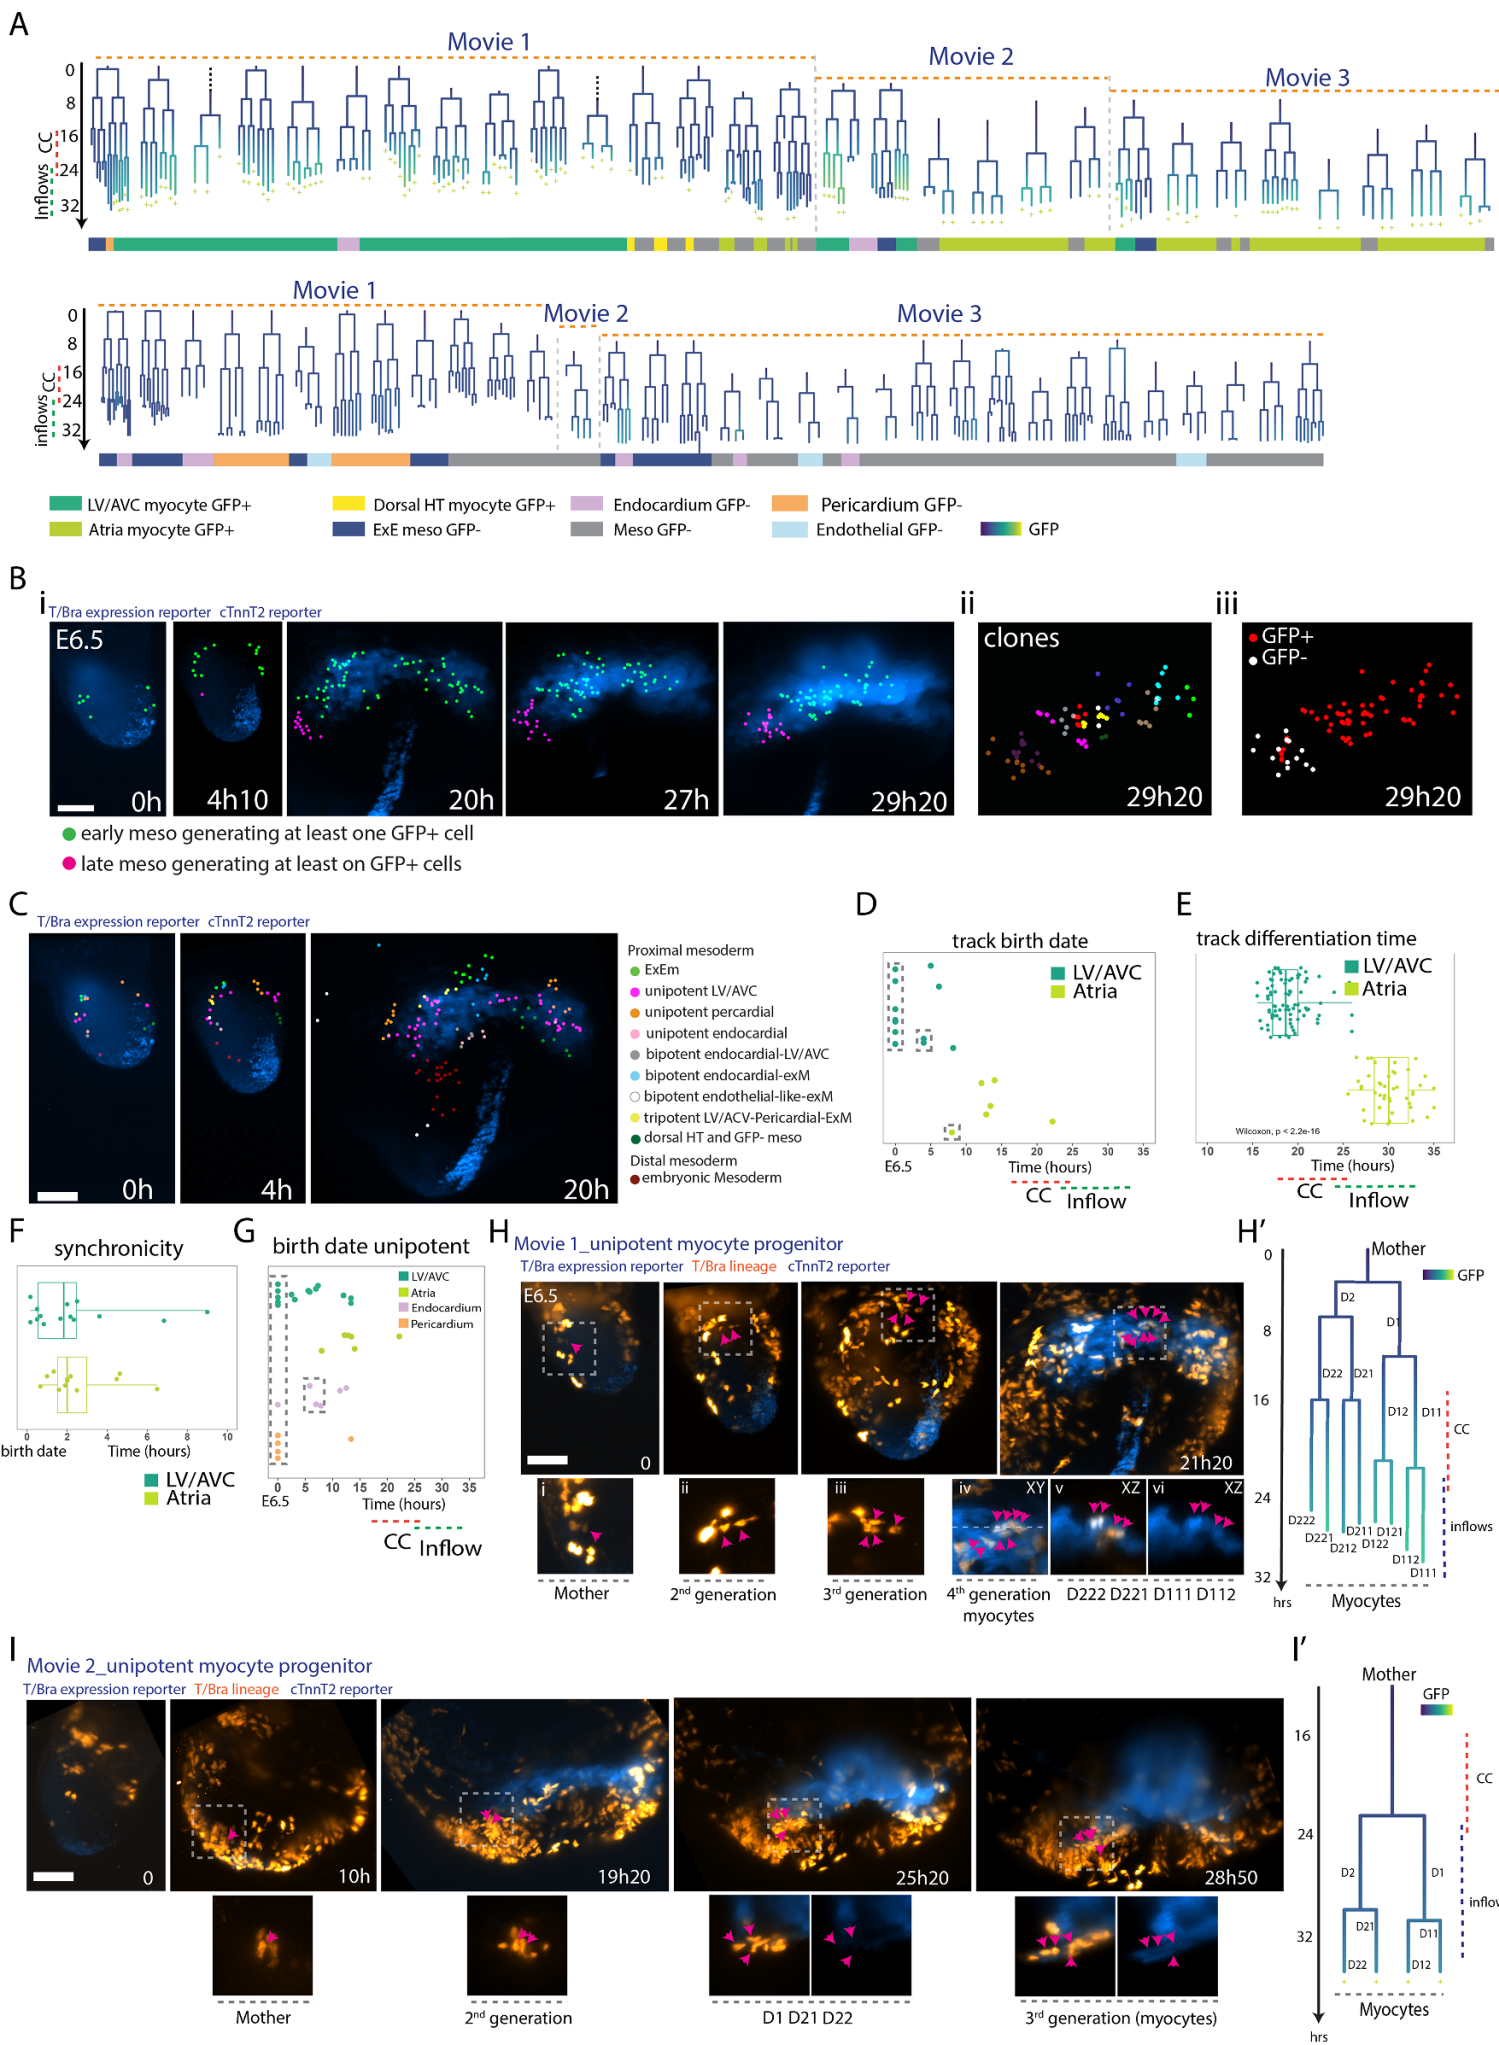 A
Movie 1
Movie 2
Movie 3
0
8
16
24
32
CC
Inflows
Movie 1
Movie 2
Movie 3
0
8
16
24
32
CC
inflows
LV/AVC myocyte GFP+
Dorsal HT myocyte GFP+
Endocardium GFP-
Pericardium GFP-
Atria myocyte GFP+
ExE meso GFP-
Meso GFP-
Endothelial GFP-
GFP
B
i
T/Bra expression reporter cTnnT2 reporter
E6.5
0h
4h10
20h
27h
29h20
ii
clones
29h20
iii
GFP+
GFP-
29h20
early meso generating at least one GFP+ cell
late meso generating at least on GFP+ cells
C
T/Bra expression reporter cTnnT2 reporter
0h
4h
20h
Proximal mesoderm
ExEm
unipotent LV/AVC
unipotent percardial
unipotent endocardial
bipotent endocardial-LV/AVC
bipotent endocardial-exM
bipotent endothelial-like-exM
tripotent LV/ACV-Pericardial-ExM
dorsal HT and GFP- meso
Distal mesoderm
embryonic Mesoderm
D
track birth date
LV/AVC
Atria
0 5 10 15 20 25 30 35
E6.5
Time (hours)
CC
Inflow
E
track differentiation time
LV/AVC
Atria
Wilcoxon, p < 2.2e-16
10 15 20 25 30 35
Time (hours)
CC
Inflow
F
synchronicity
0 2 4 6 8 10
birth date
Time (hours)
LV/AVC
Atria
G
birth date unipotent
LV/AVC
Atria
Endocardium
Pericardium
0 5 10 15 20 25 30 35
E6.5
Time (hours)
CC
Inflow
H
Movie 1_unipotent myocyte progenitor
T/Bra expression reporter T/Bra lineage cTnnT2 reporter
E6.5
0
21h20
i
ii
iii
iv
XY
v
XZ
vi
XZ
Mother
2nd generation
3rd generation
4th generation
myocytes
D222 D221 D111 D112
H'
0
8
16
24
32
hrs
Mother
GFP
D2
D1
D22
D21
D12
D11
CC
inflows
D222
D221
D212
D211
D122
D121
D112
D111
Myocytes
I
Movie 2_unipotent myocyte progenitor
T/Bra expression reporter T/Bra lineage cTnnT2 reporter
0
10h
19h20
25h20
28h50
Mother
2nd generation
D1 D21 D22
3rd generation (myocytes)
I'
Mother
GFP
16
24
32
hrs
CC
D2
D1
inflow
D21
D11
D22
D12
Myocytes